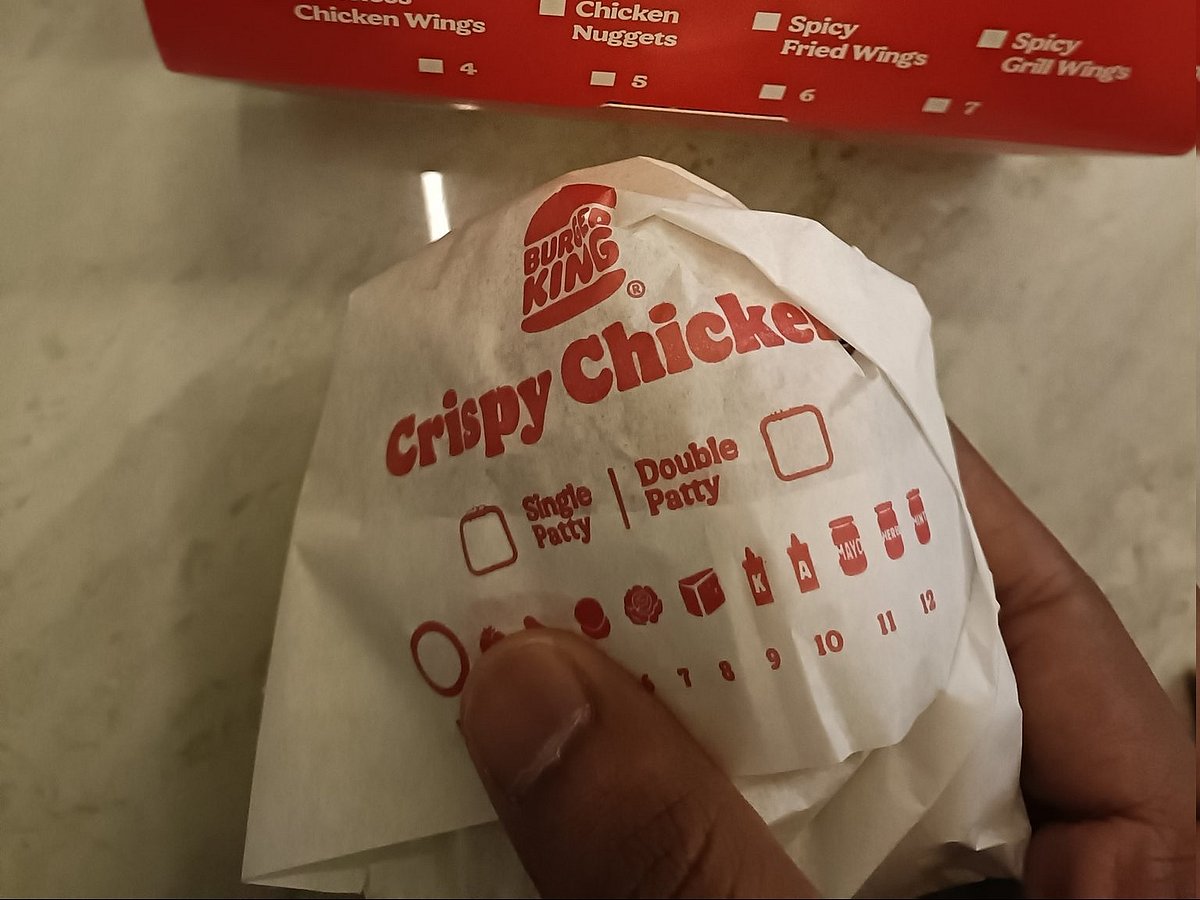 Chicken Wings
4
Chicken
Nuggets
5
Spicy
Fried Wings
6
Spicy
Grill Wings
7
BURGER
KING
®
Crispy Chicken
Single
Patty
Double
Patty
K A MAYO
6 7 8 9 10 11 12